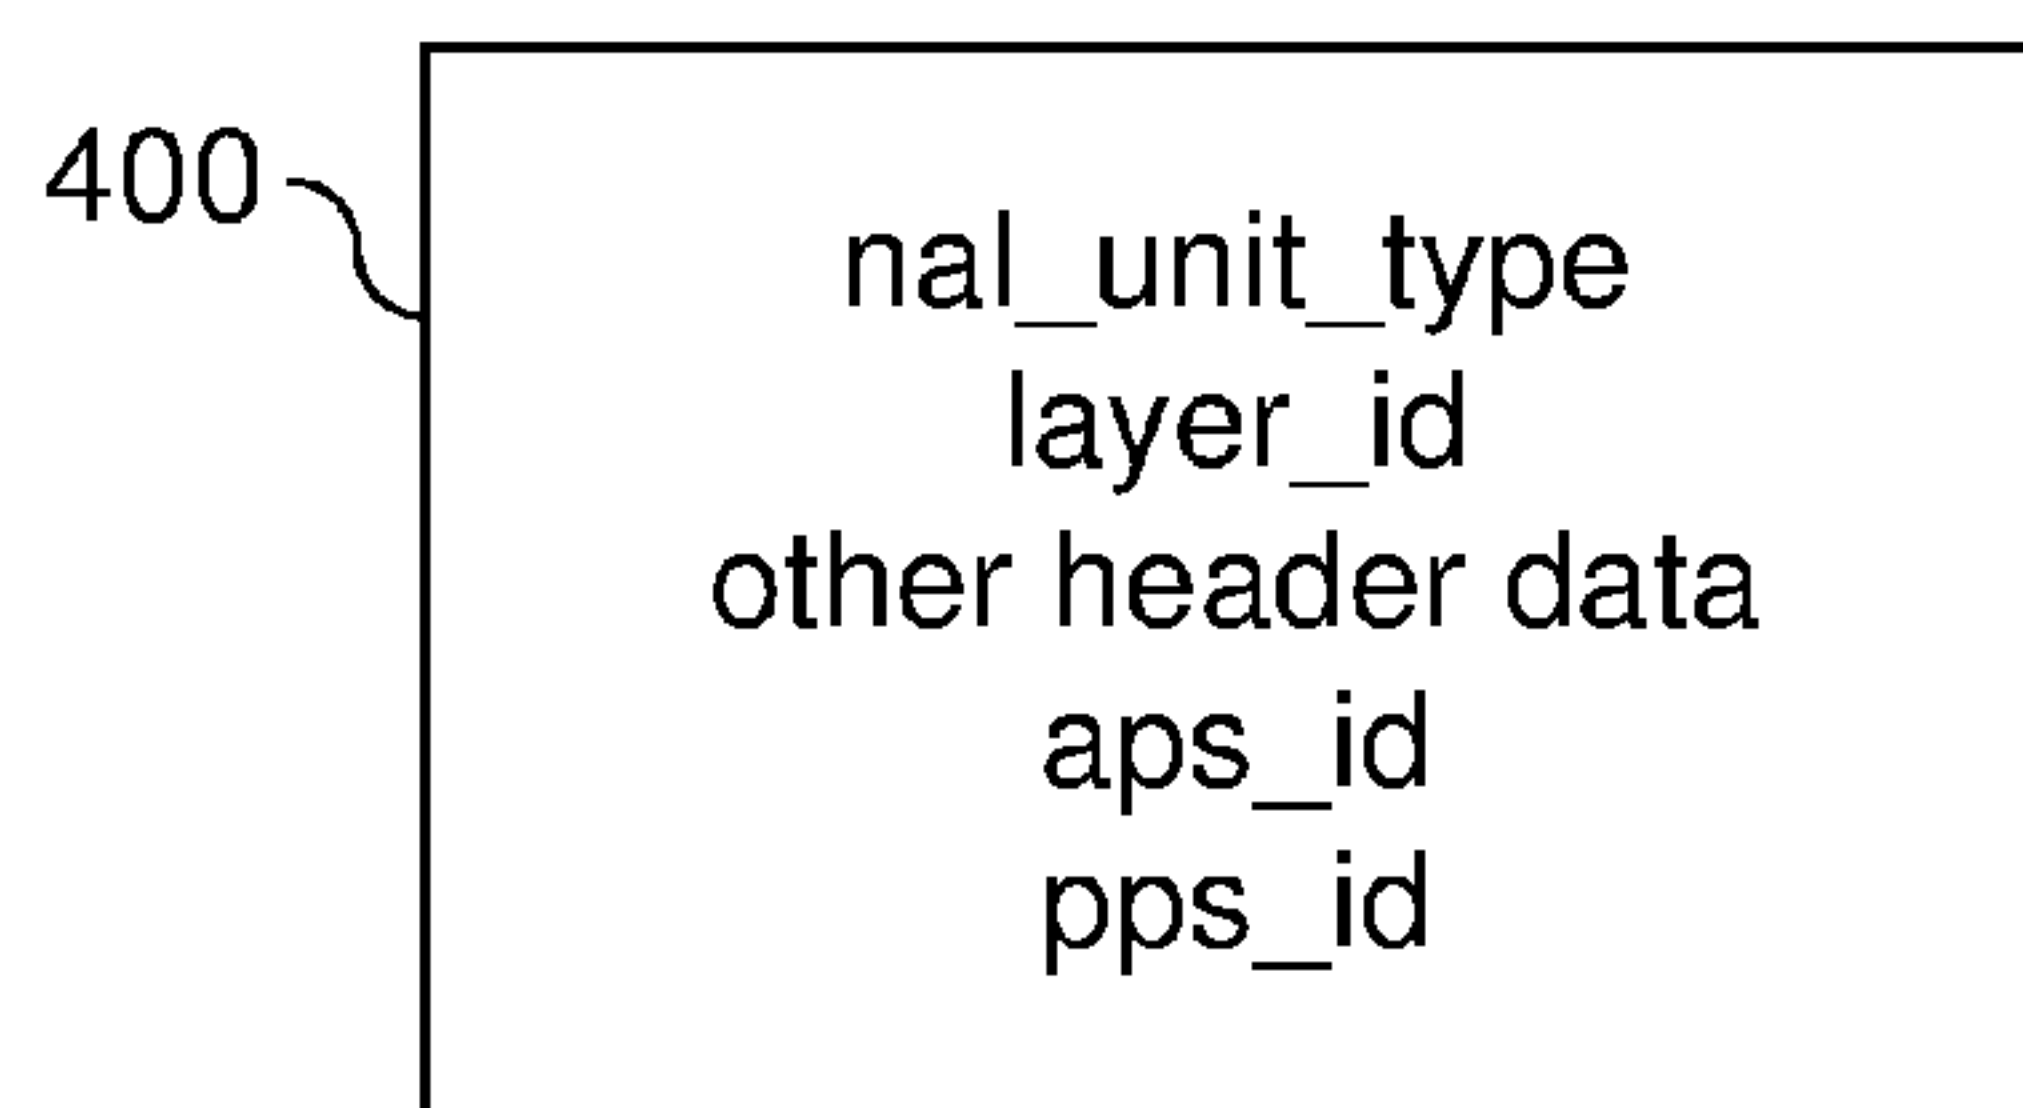 400
nal_unit_type
layer_id
other header data
aps_id
pps_id